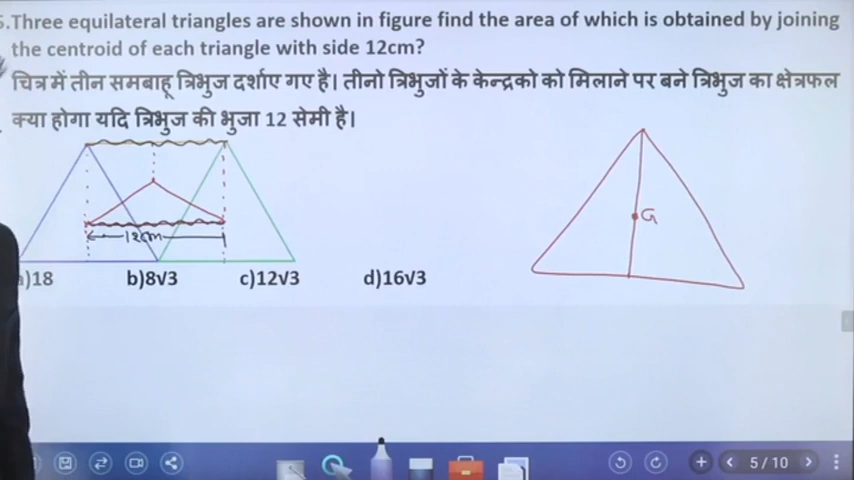 5.Three equilateral triangles are shown in figure find the area of which is obtained by joining
the centroid of each triangle with side 12cm?
चित्र में तीन समबाहू त्रिभुज दर्शाए गए है। तीनो त्रिभुजों के केन्द्रको को मिलाने पर बने त्रिभुज का क्षेत्रफल
क्या होगा यदि त्रिभुज की भुजा 12 सेमी है।
G
12cm
a)18 b)8√3 c)12√3 d)16√3
5/10